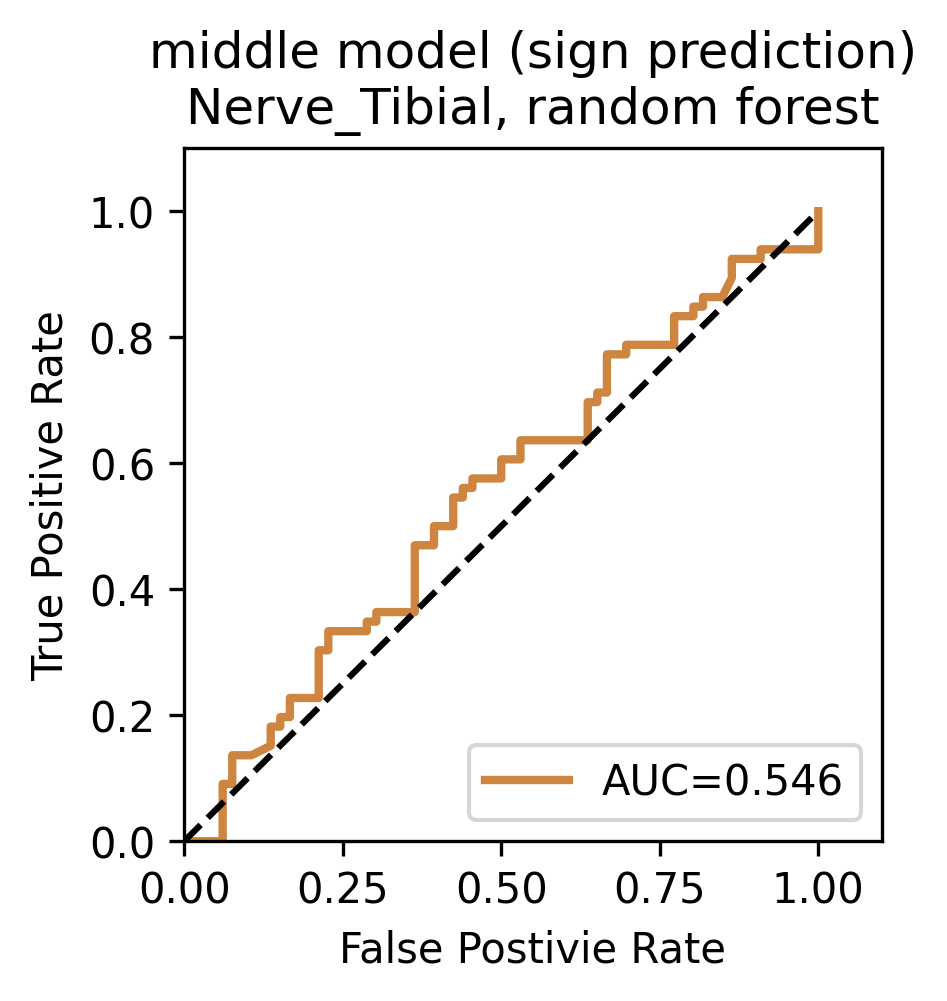 middle model (sign prediction)
Nerve_Tibial, random forest
True Positive Rate
1.0
0.8
0.6
0.4
0.2
0.0
AUC=0.546
0.00 0.25 0.50 0.75 1.00
False Postivie Rate